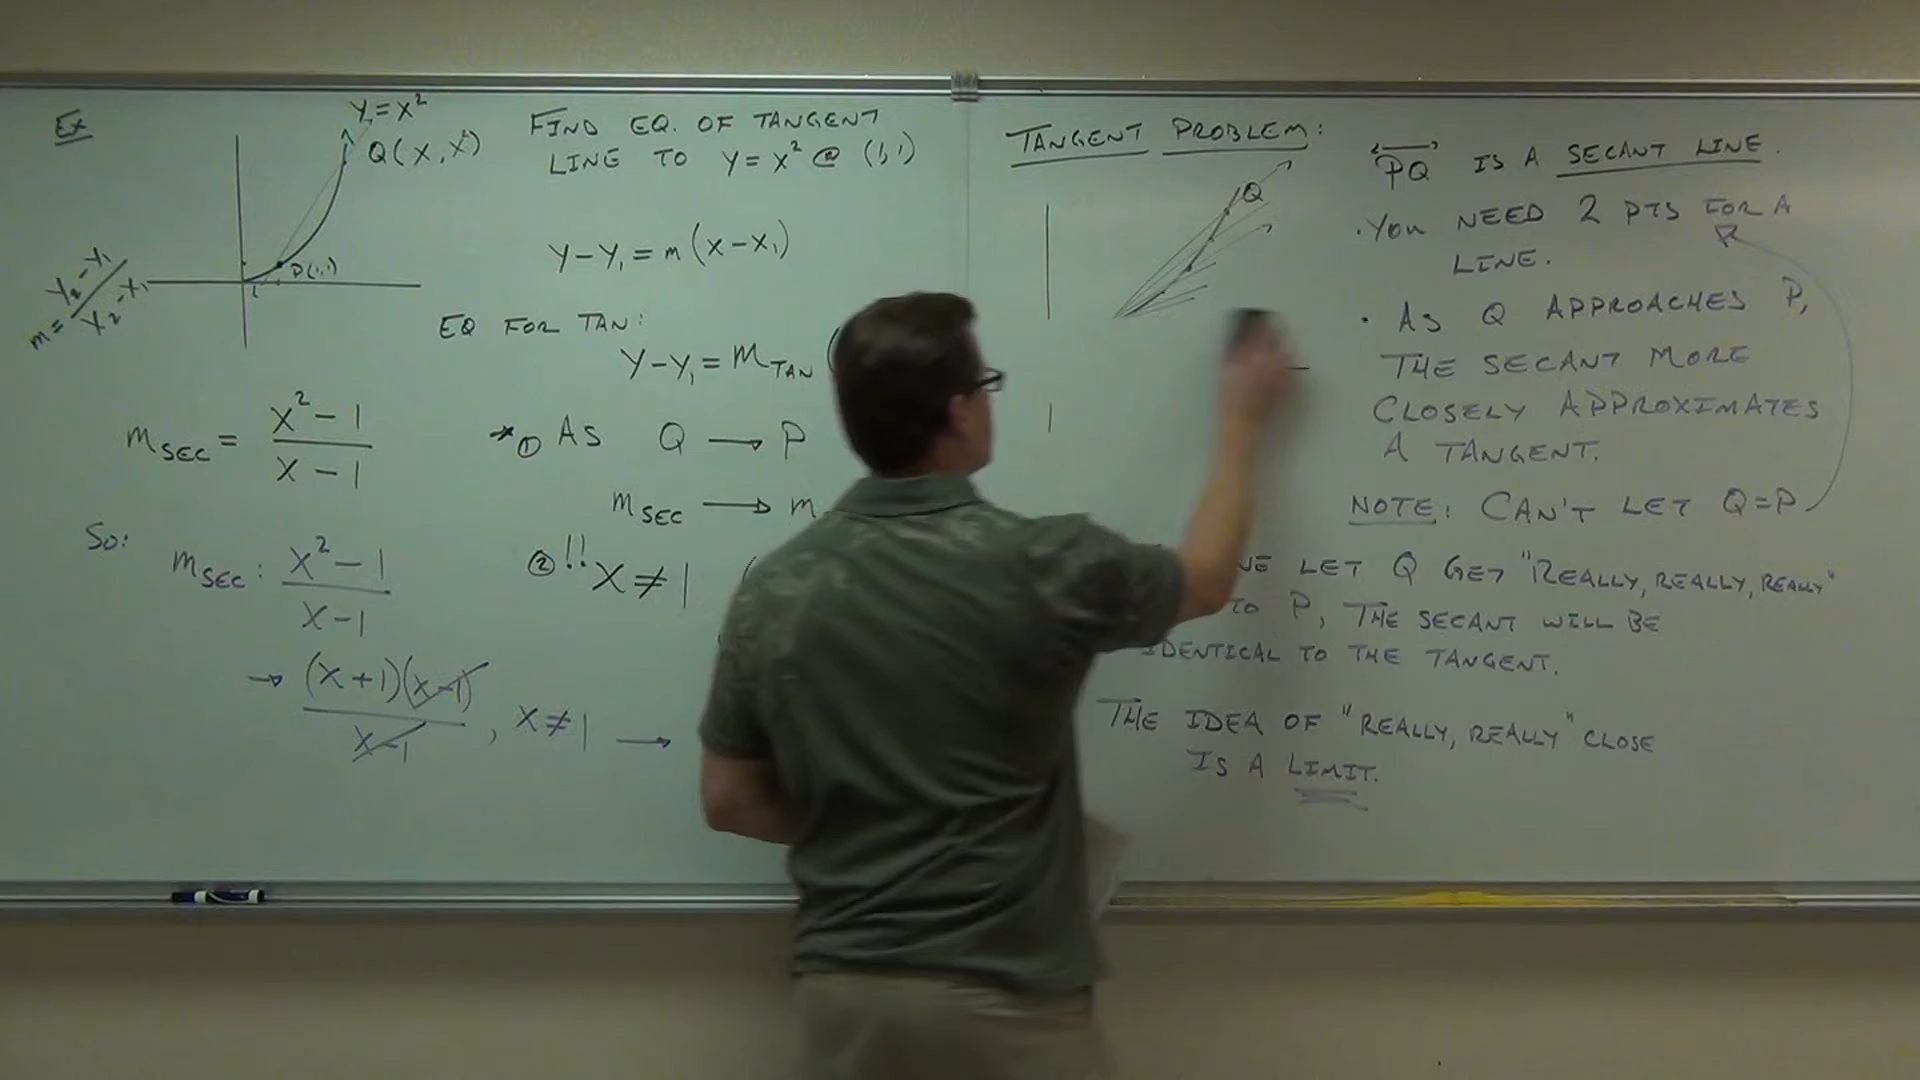 Ex
y = x²
Q(x, x²)
P(1,1)
1
m = y₂ - y₁ / x₂ - x₁
FIND EQ. OF TANGENT
LINE TO y = x² @ (1,1)
y - y₁ = m(x - x₁)
EQ FOR TAN:
y - y₁ = m TAN (
m SEC = x² - 1 / x - 1
* ① AS Q → P
m SEC → m
So:
m SEC : x² - 1 / x - 1
② !! x ≠ 1 (
→ (x+1)(x-1) / x-1 , x ≠ 1 →
TANGENT PROBLEM:
Q
PQ IS A SECANT LINE.
· YOU NEED 2 PTS FOR A
LINE.
· AS Q APPROACHES P,
THE SECANT MORE
CLOSELY APPROXIMATES
A TANGENT.
NOTE: CAN'T LET Q=P
LET Q GET "REALLY, REALLY, REALLY"
TO P, THE SECANT WILL BE
IDENTICAL TO THE TANGENT.
THE IDEA OF "REALLY, REALLY" CLOSE
IS A LIMIT.